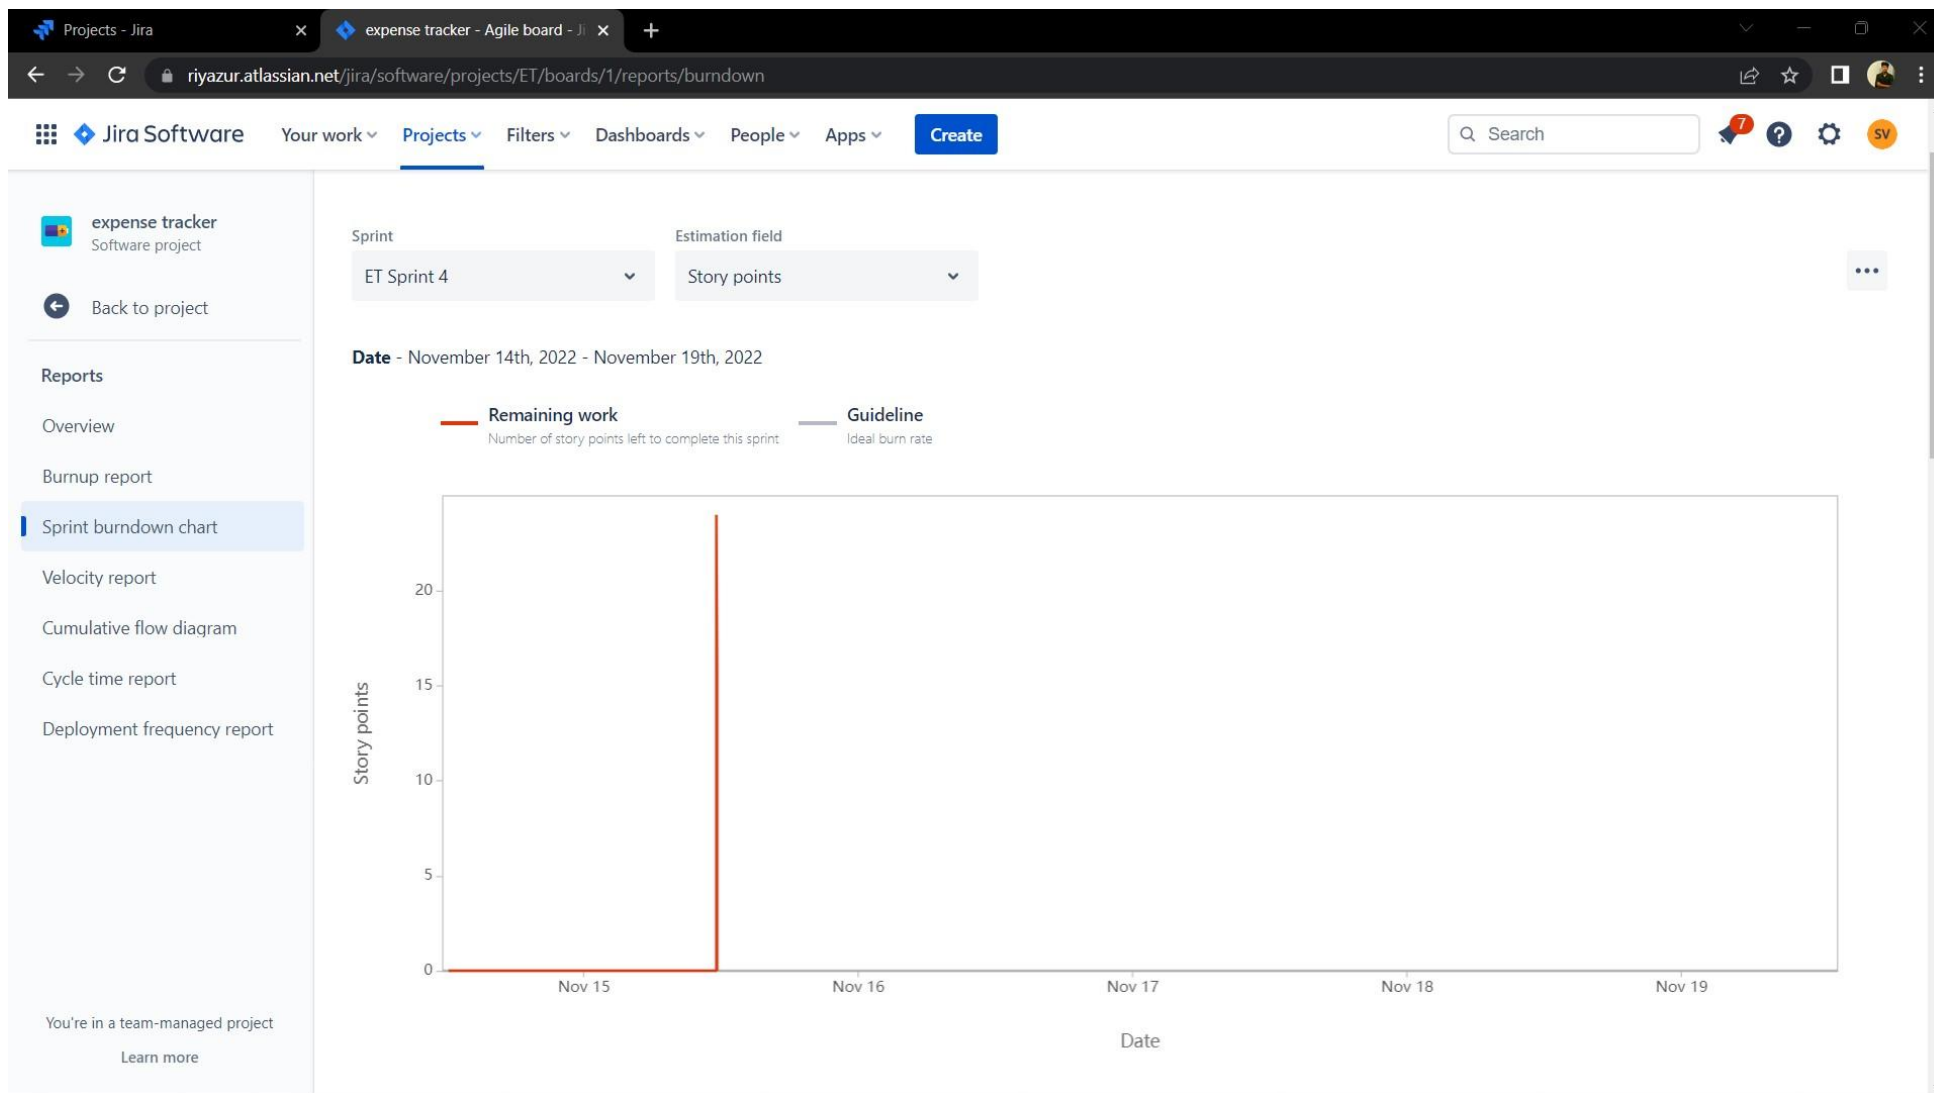 Projects - Jira
expense tracker - Agile board - Ji
riyazur.atlassian.net/jira/software/projects/ET/boards/1/reports/burndown
Jira Software Your work Projects Filters Dashboards People Apps Create Search 7 SV
expense tracker
Software project
Back to project
Reports
Overview
Burnup report
Sprint burndown chart
Velocity report
Cumulative flow diagram
Cycle time report
Deployment frequency report
You're in a team-managed project
Learn more
Sprint Estimation field
ET Sprint 4 Story points
Date - November 14th, 2022 - November 19th, 2022
Remaining work Guideline
Number of story points left to complete this sprint Ideal burn rate
Story points
20
15
10
5
0
Nov 15 Nov 16 Nov 17 Nov 18 Nov 19
Date